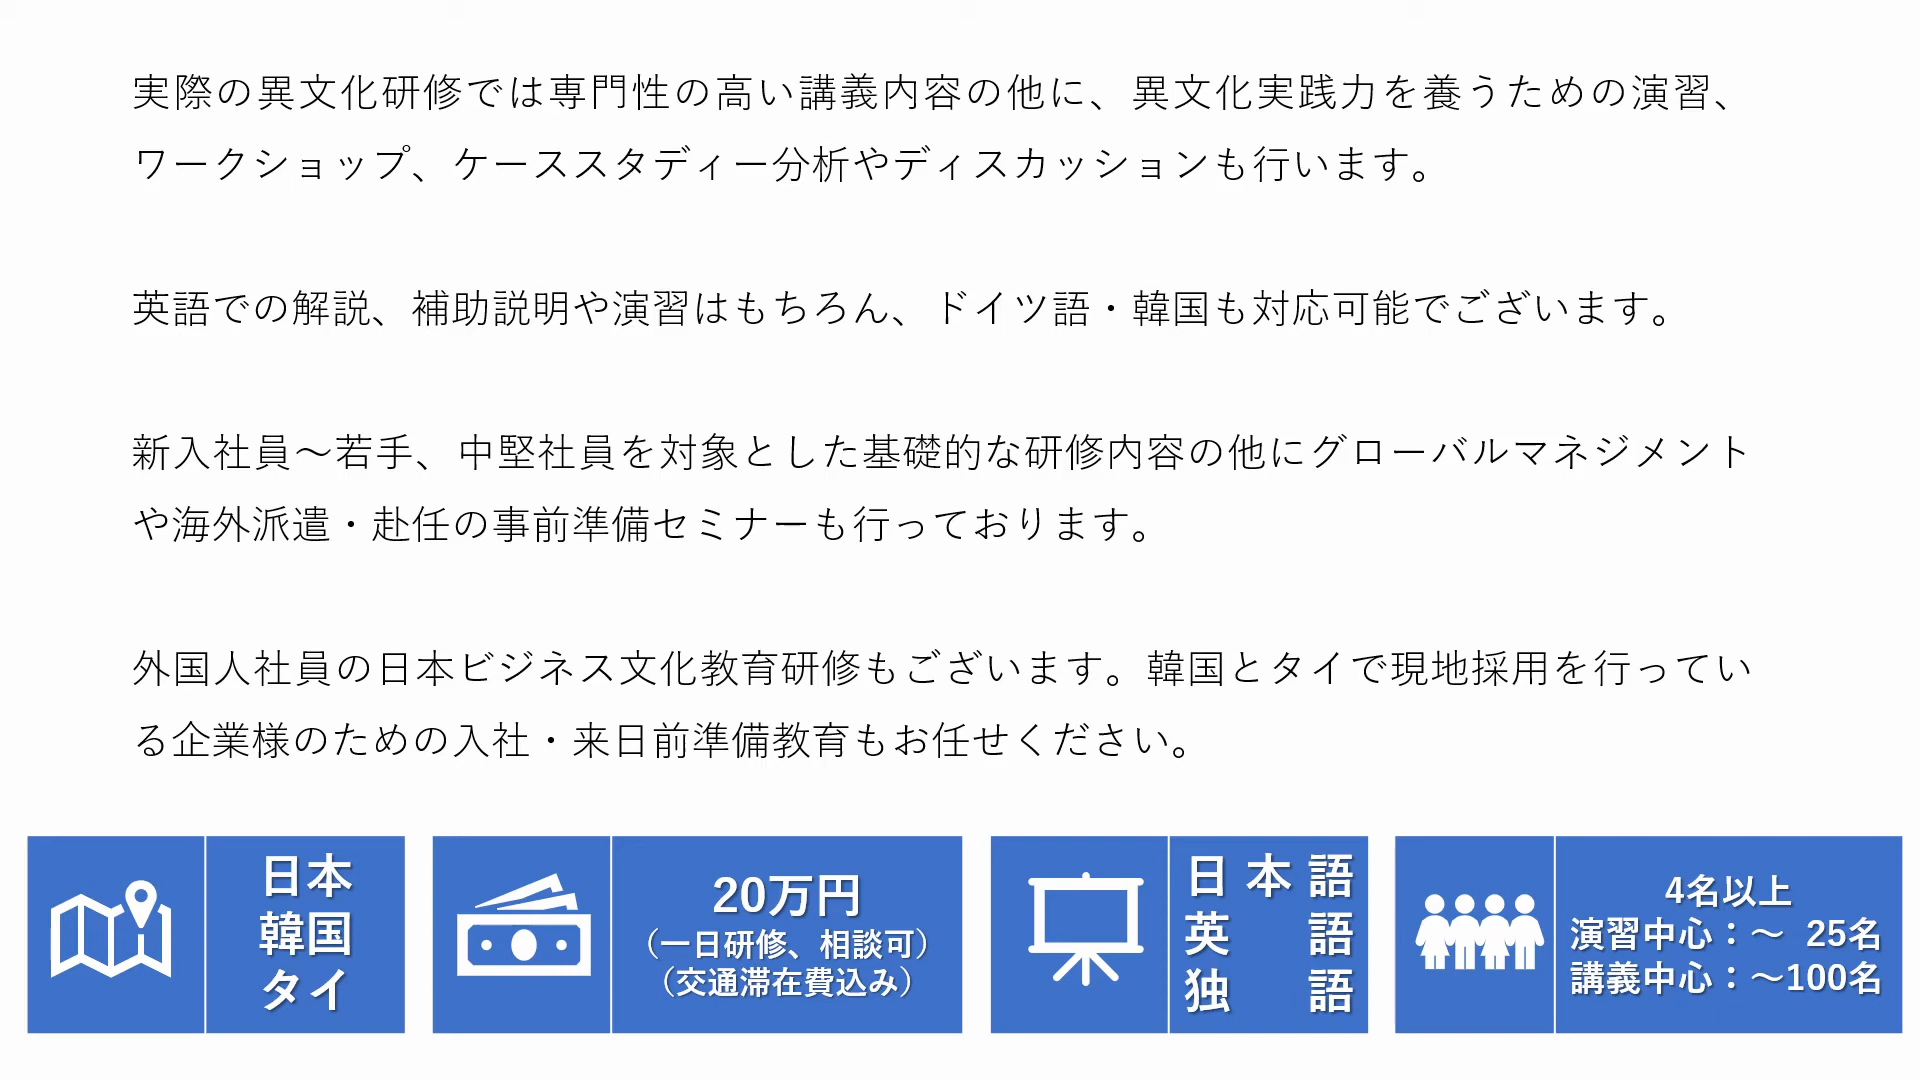 実際の異文化研修では専門性の高い講義内容の他に、異文化実践力を養うための演習、
ワークショップ、ケーススタディー分析やディスカッションも行います。
英語での解説、補助説明や演習はもちろん、ドイツ語・韓国も対応可能でございます。
新入社員～若手、中堅社員を対象とした基礎的な研修内容の他にグローバルマネジメント
や海外派遣・赴任の事前準備セミナーも行っております。
外国人社員の日本ビジネス文化教育研修もございます。韓国とタイで現地採用を行ってい
る企業様のための入社・来日前準備教育もお任せください。
日本
韓国
タイ
20万円
（一日研修、相談可）
（交通滞在費込み）
日本語
英語
独語
4名以上
演習中心：～ 25名
講義中心：～100名